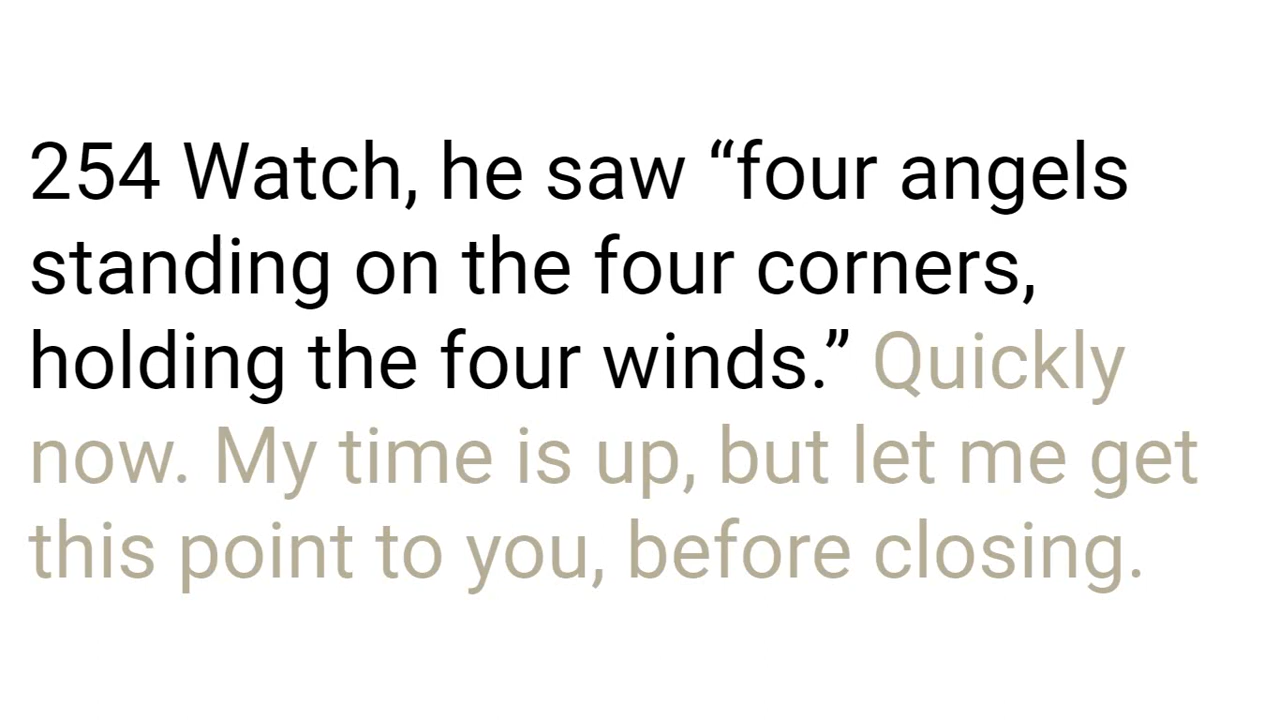 254 Watch, he saw “four angels
standing on the four corners,
holding the four winds.” Quickly
now. My time is up, but let me get
this point to you, before closing.